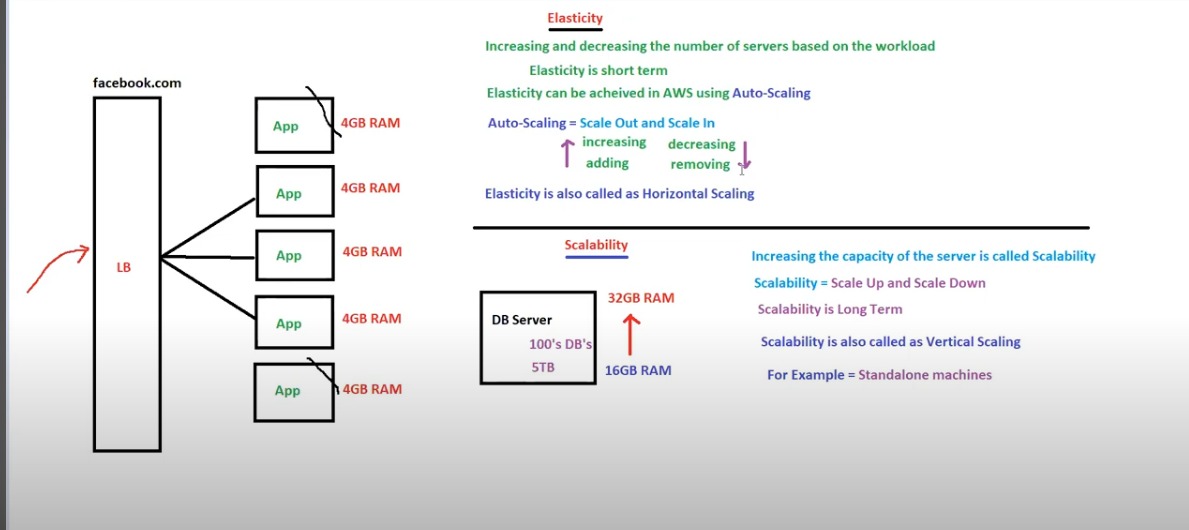 facebook.com
LB
App
4GB RAM
App
4GB RAM
App
4GB RAM
App
4GB RAM
App
4GB RAM
Elasticity
Increasing and decreasing the number of servers based on the workload
Elasticity is short term
Elasticity can be acheived in AWS using Auto-Scaling
Auto-Scaling = Scale Out and Scale In
increasing decreasing
adding removing
Elasticity is also called as Horizontal Scaling
Scalability
DB Server
100's DB's
5TB
32GB RAM
16GB RAM
Increasing the capacity of the server is called Scalability
Scalability = Scale Up and Scale Down
Scalability is Long Term
Scalability is also called as Vertical Scaling
For Example = Standalone machines